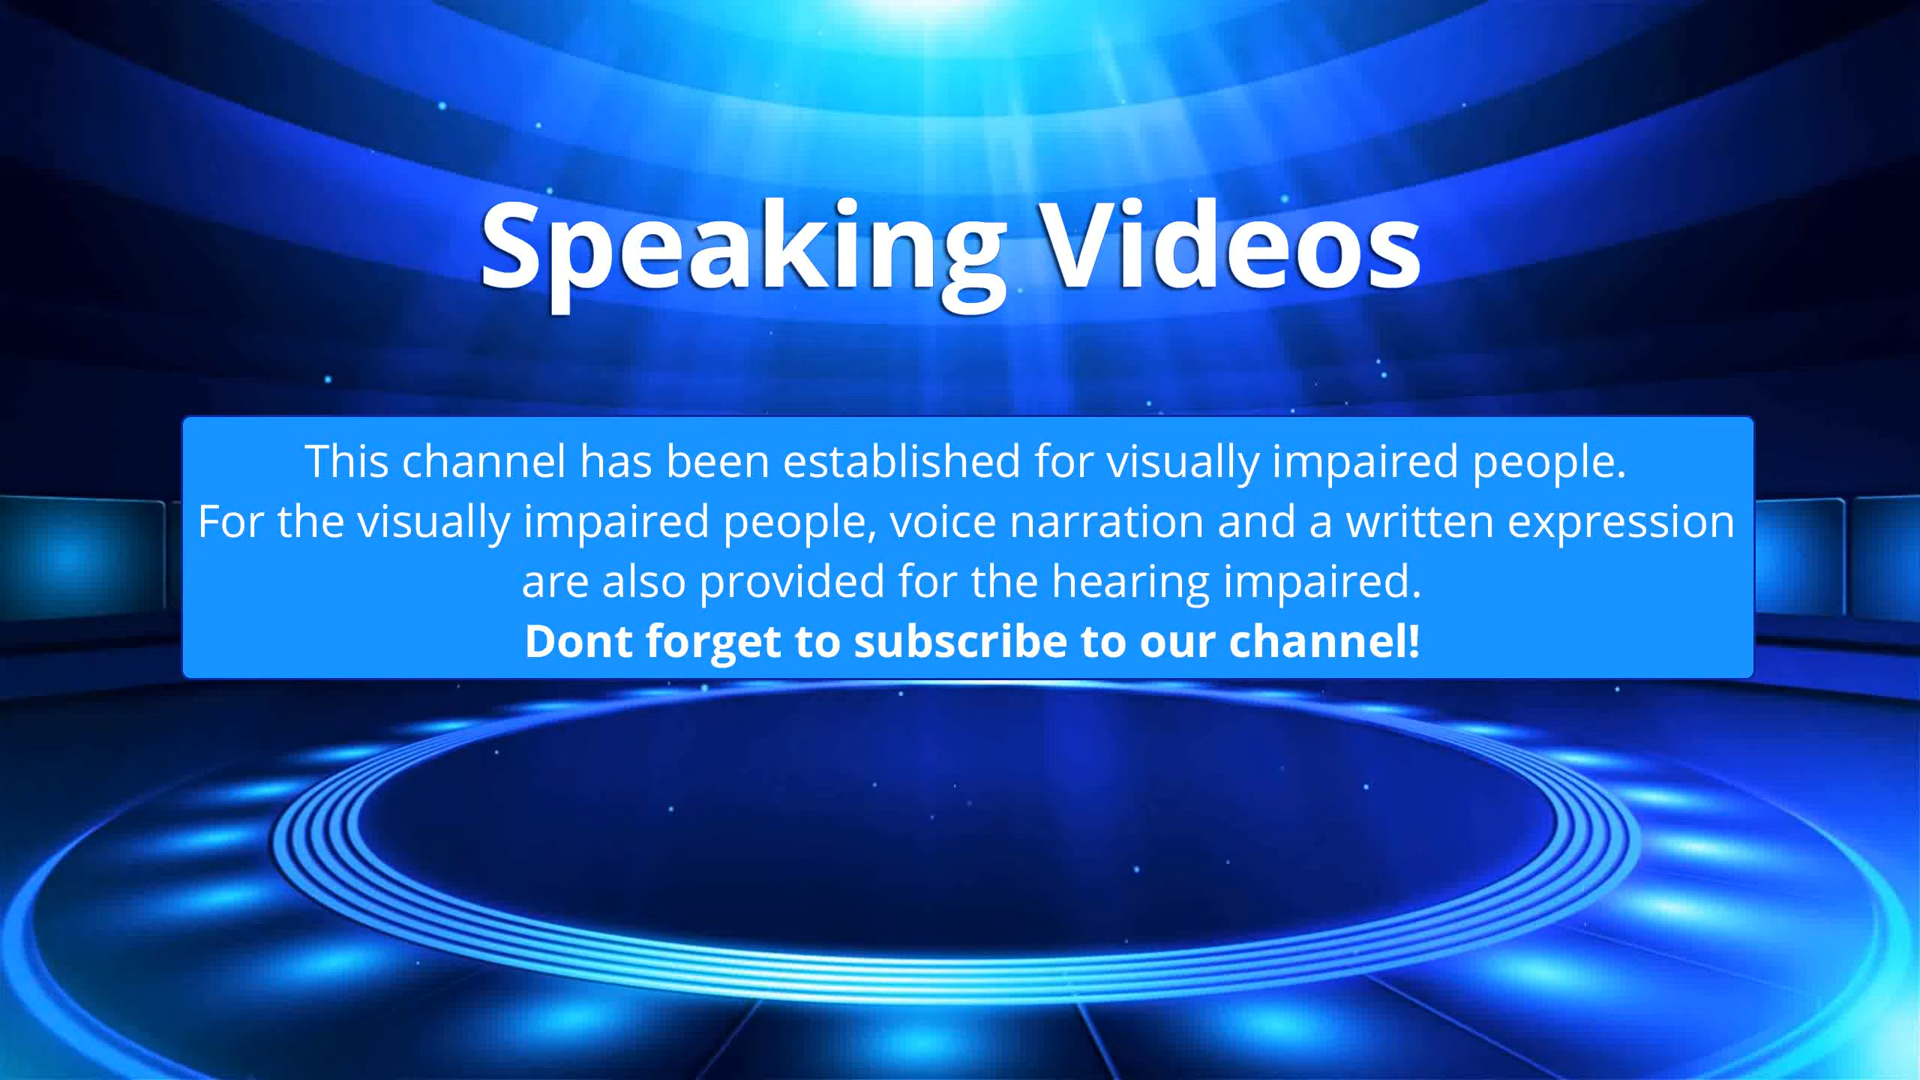 Speaking Videos
This channel has been established for visually impaired people.
For the visually impaired people, voice narration and a written expression
are also provided for the hearing impaired.
Dont forget to subscribe to our channel!